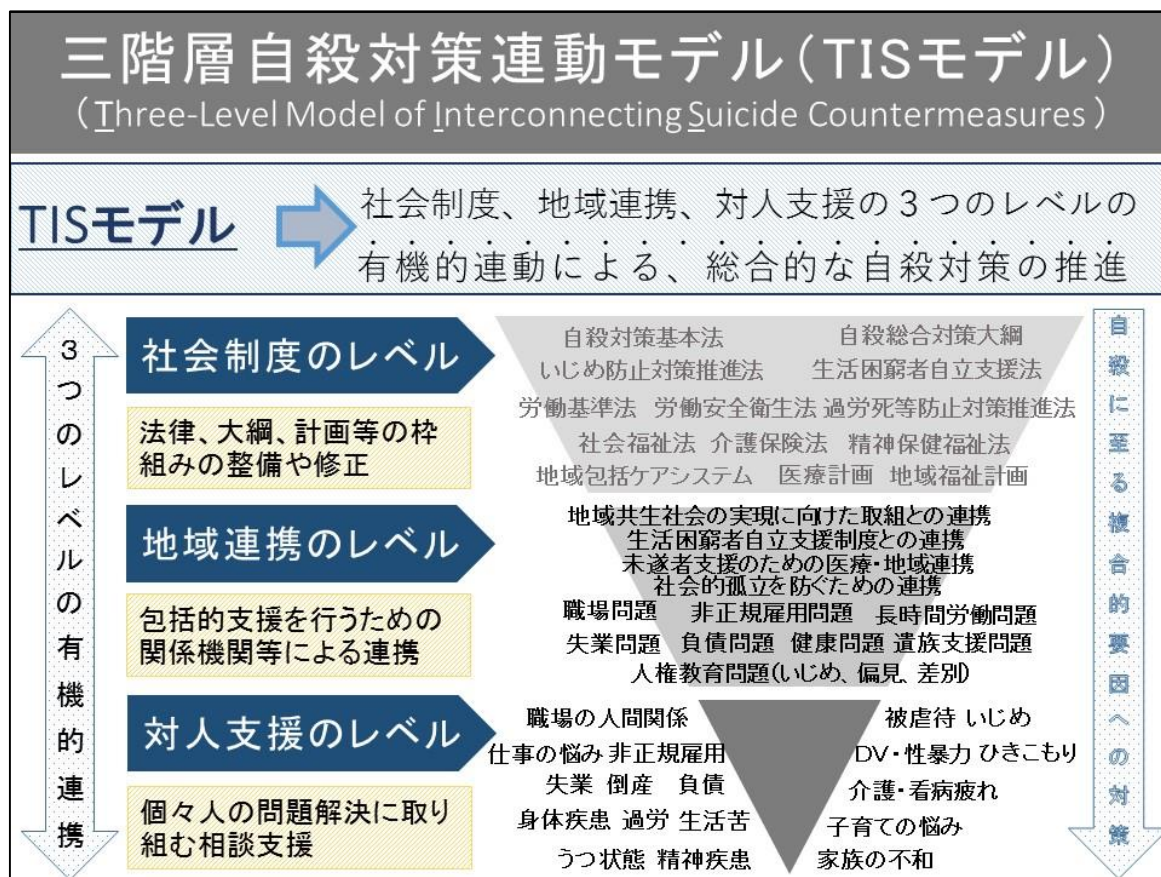 三階層自殺対策連動モデル(TISモデル)
(Three-Level Model of Interconnecting Suicide Countermeasures)
TISモデル
社会制度、地域連携、対人支援の3つのレベルの
有機的連動による、総合的な自殺対策の推進
3つのレベルの有機的連携
社会制度のレベル
法律、大綱、計画等の枠
組みの整備や修正
自殺対策基本法 自殺総合対策大綱
いじめ防止対策推進法 生活困窮者自立支援法
労働基準法 労働安全衛生法 過労死等防止対策推進法
社会福祉法 介護保険法 精神保健福祉法
地域包括ケアシステム 医療計画 地域福祉計画
地域連携のレベル
包括的支援を行うための
関係機関等による連携
地域共生社会の実現に向けた取組との連携
生活困窮者自立支援制度との連携
未遂者支援のための医療・地域連携
社会的孤立を防ぐための連携
職場問題 非正規雇用問題 長時間労働問題
失業問題 負債問題 健康問題 遺族支援問題
人権教育問題(いじめ、偏見、差別)
対人支援のレベル
個々人の問題解決に取り
組む相談支援
職場の人間関係 被虐待 いじめ
仕事の悩み 非正規雇用 DV・性暴力 ひきこもり
失業 倒産 負債 介護・看病疲れ
身体疾患 過労 生活苦 子育ての悩み
うつ状態 精神疾患 家族の不和
自殺に至る複合的要因への対策